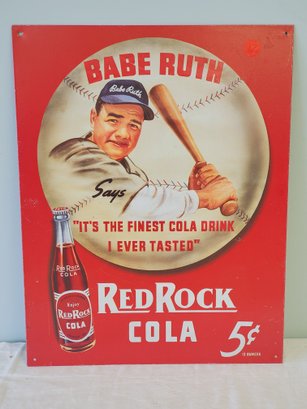 BABE RUTH
Babe Ruth
Says
"IT'S THE FINEST COLA DRINK
I EVER TASTED"
RED ROCK
COLA
Enjoy
RED ROCK
COLA
RED ROCK
COLA
5¢